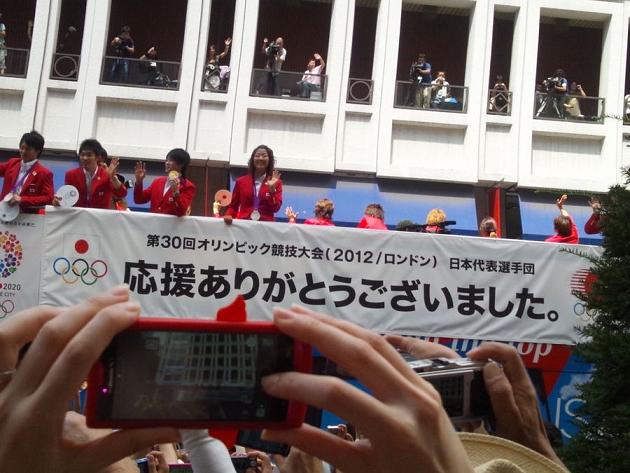 第30回オリンピック競技大会（2012/ロンドン） 日本代表選手団
応援ありがとうございました。
2020
E CITY